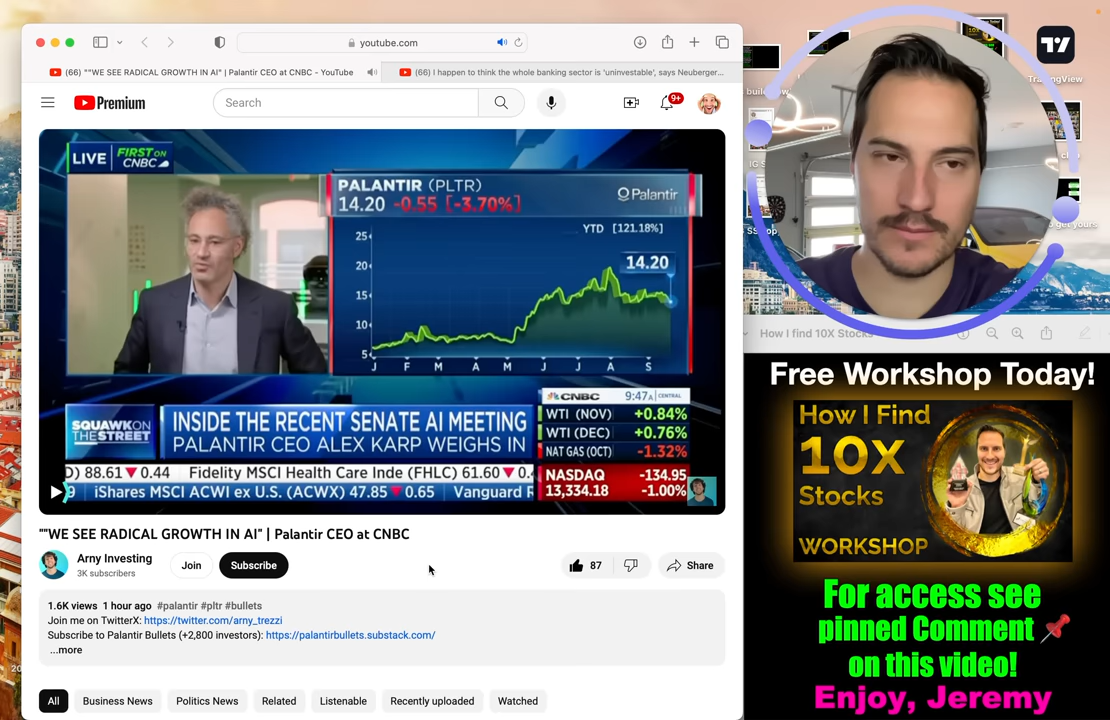 youtube.com
(66) ""WE SEE RADICAL GROWTH IN AI" | Palantir CEO at CNBC - YouTube
(66) I happen to think the whole banking sector is 'uninvestable', says Neuberger...
Premium
Search
9+
LIVE
FIRST ON
CNBC
PALANTIR (PLTR)
14.20 -0.55 [-3.70%]
Palantir
YTD [121.18%]
25
20
15
10
5
14.20
J F M A M J J A S
CNBC 9:47A CENTRAL
SQUAWK ON
THE STREET
INSIDE THE RECENT SENATE AI MEETING
PALANTIR CEO ALEX KARP WEIGHS IN
WTI (NOV) +0.84%
WTI (DEC) +0.76%
NAT GAS (OCT) -1.32%
D) 88.61▼0.44 Fidelity MSCI Health Care Inde (FHLC) 61.60▼0.4
9 iShares MSCI ACWI ex U.S. (ACWX) 47.85▼0.65 Vanguard R
NASDAQ -134.95
13,334.18 -1.00%
""WE SEE RADICAL GROWTH IN AI" | Palantir CEO at CNBC
Arny Investing
3K subscribers
Join
Subscribe
87
Share
1.6K views 1 hour ago #palantir #pltr #bullets
Join me on TwitterX: https://twitter.com/arny_trezzi
Subscribe to Palantir Bullets (+2,800 investors): https://palantirbullets.substack.com/
...more
All
Business News
Politics News
Related
Listenable
Recently uploaded
Watched
TradingView
How I find 10X Stocks
Free Workshop Today!
How I Find
10X
Stocks
WORKSHOP
For access see
pinned Comment 📌
on this video!
Enjoy, Jeremy